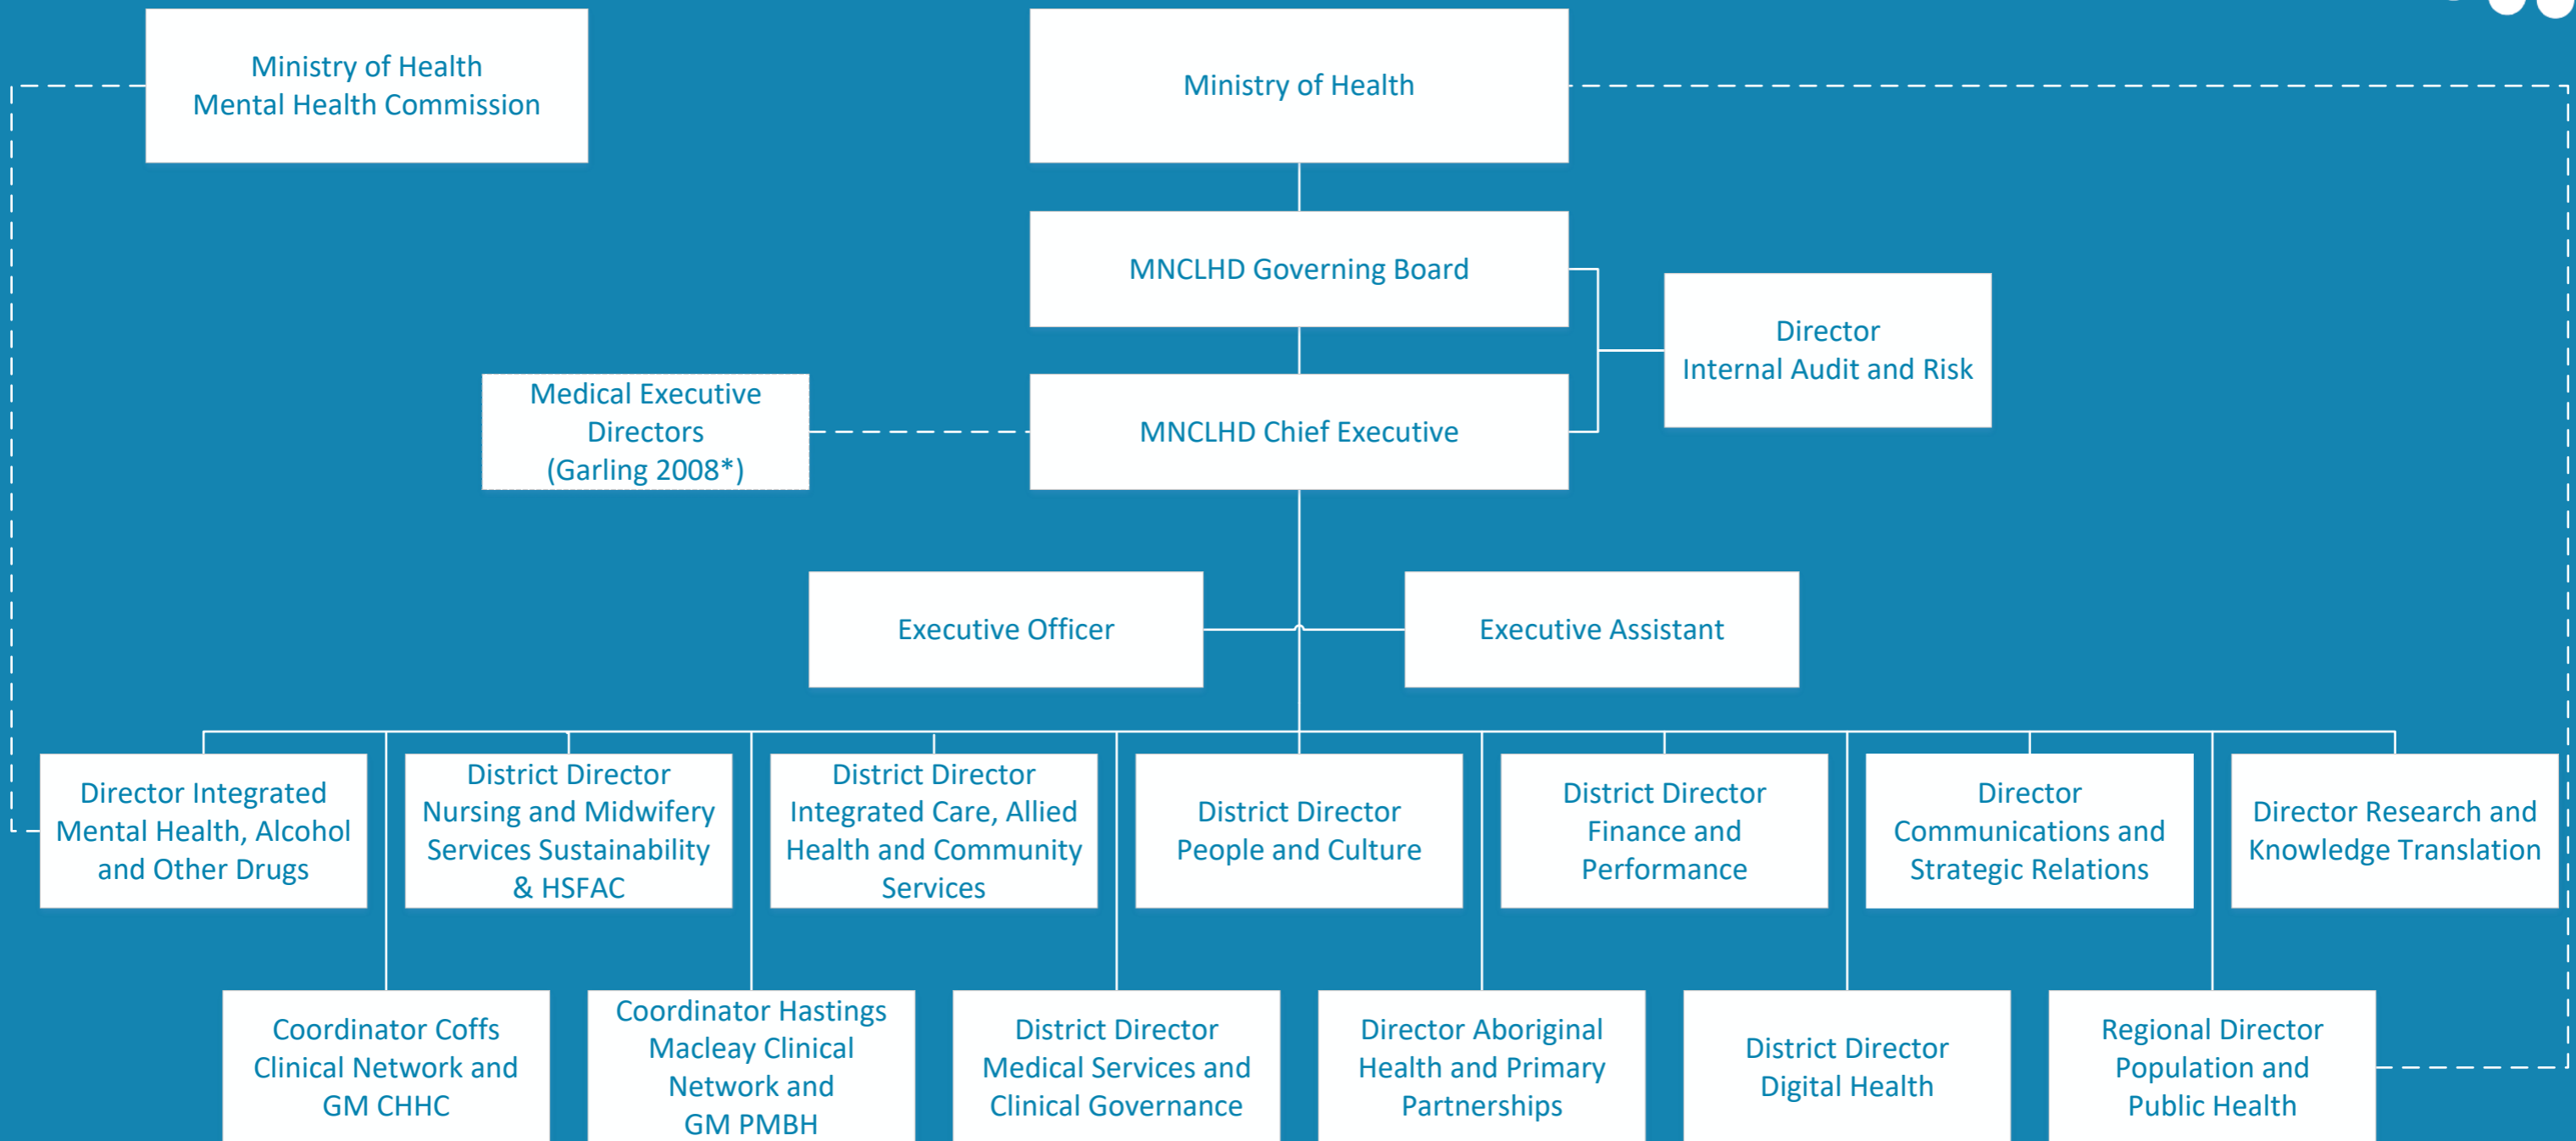 Ministry of Health
Mental Health Commission
Ministry of Health
MNCLHD Governing Board
Director
Internal Audit and Risk
Medical Executive
Directors
(Garling 2008*)
MNCLHD Chief Executive
Executive Officer
Executive Assistant
Director Integrated
Mental Health, Alcohol
and Other Drugs
District Director
Nursing and Midwifery
Services Sustainability
& HSFAC
District Director
Integrated Care, Allied
Health and Community
Services
District Director
People and Culture
District Director
Finance and
Performance
Director
Communications and
Strategic Relations
Director Research and
Knowledge Translation
Coordinator Coffs
Clinical Network and
GM CHHC
Coordinator Hastings
Macleay Clinical
Network and
GM PMBH
District Director
Medical Services and
Clinical Governance
Director Aboriginal
Health and Primary
Partnerships
District Director
Digital Health
Regional Director
Population and
Public Health